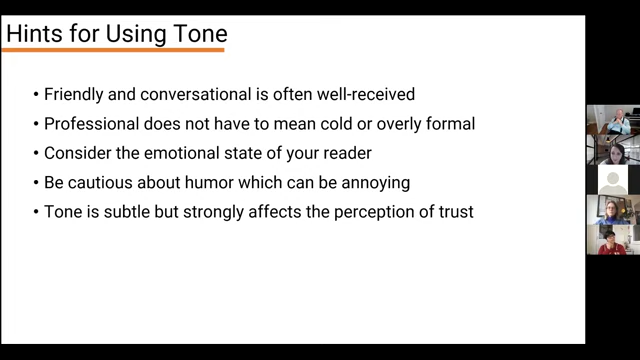 Hints for Using Tone
• Friendly and conversational is often well-received
• Professional does not have to mean cold or overly formal
• Consider the emotional state of your reader
• Be cautious about humor which can be annoying
• Tone is subtle but strongly affects the perception of trust